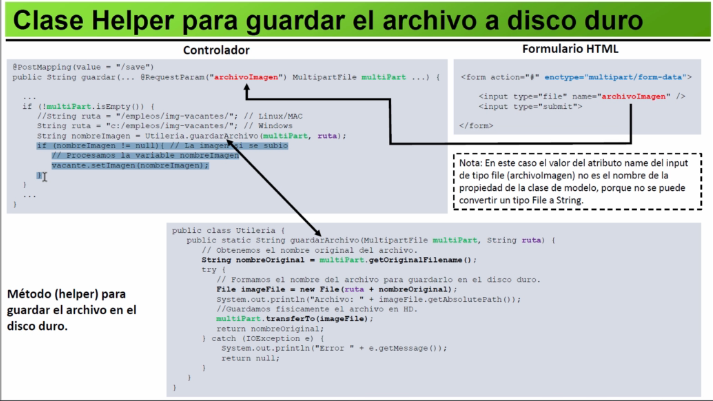 Clase Helper para guardar el archivo a disco duro
Controlador
@PostMapping(value = "/save")
public String guardar(... @RequestParam("archivoImagen") MultipartFile multiPart ...) {
...
if (!multiPart.isEmpty()) {
//String ruta = "/empleos/img-vacantes/"; // Linux/MAC
String ruta = "c:/empleos/img-vacantes/"; // Windows
String nombreImagen = Utileria.guardarArchivo(multiPart, ruta);
if (nombreImagen != null){ // La imagen si se subio
// Procesamos la variable nombreImagen
vacante.setImagen(nombreImagen);
}
}
...
}
Formulario HTML
<form action="#" enctype="multipart/form-data">
<input type="file" name="archivoImagen" />
<input type="submit">
</form>
Nota: En este caso el valor del atributo name del input
de tipo file (archivoImagen) no es el nombre de la
propiedad de la clase de modelo, porque no se puede
convertir un tipo File a String.
public class Utileria {
public static String guardarArchivo(MultipartFile multiPart, String ruta) {
// Obtenemos el nombre original del archivo.
String nombreOriginal = multiPart.getOriginalFilename();
try {
// Formamos el nombre del archivo para guardarlo en el disco duro.
File imageFile = new File(ruta + nombreOriginal);
System.out.println("Archivo: " + imageFile.getAbsolutePath());
//Guardamos fisicamente el archivo en HD.
multiPart.transferTo(imageFile);
return nombreOriginal;
} catch (IOException e) {
System.out.println("Error " + e.getMessage());
return null;
}
}
}
Método (helper) para
guardar el archivo en el
disco duro.